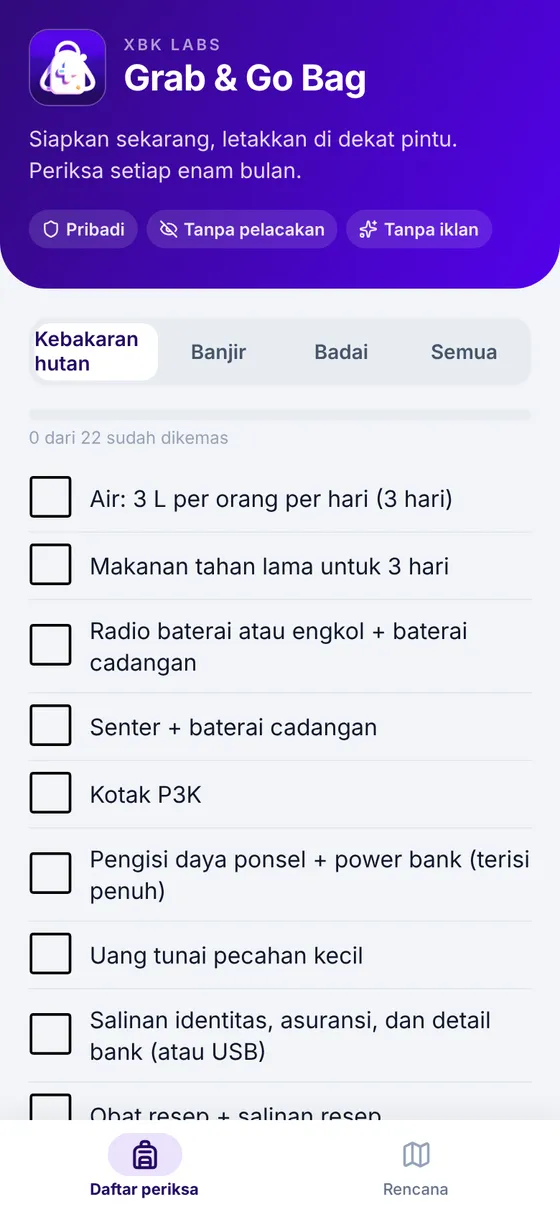 XBK LABS
Grab & Go Bag
Siapkan sekarang, letakkan di dekat pintu.
Periksa setiap enam bulan.
Pribadi
Tanpa pelacakan
Tanpa iklan
Kebakaran
hutan
Banjir
Badai
Semua
0 dari 22 sudah dikemas
Air: 3 L per orang per hari (3 hari)
Makanan tahan lama untuk 3 hari
Radio baterai atau engkol + baterai
cadangan
Senter + baterai cadangan
Kotak P3K
Pengisi daya ponsel + power bank (terisi
penuh)
Uang tunai pecahan kecil
Salinan identitas, asuransi, dan detail
bank (atau USB)
Obat resep + salinan resep
Daftar periksa
Rencana